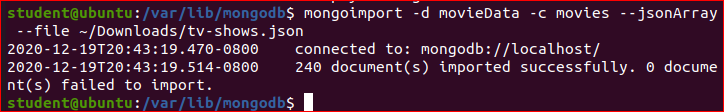 student@ubuntu:/var/lib/mongodb$ mongoimport -d movieData -c movies --jsonArray
--file ~/Downloads/tv-shows.json
2020-12-19T20:43:19.470-0800    connected to: mongodb://localhost/
2020-12-19T20:43:19.514-0800    240 document(s) imported successfully. 0 docume
nt(s) failed to import.
student@ubuntu:/var/lib/mongodb$